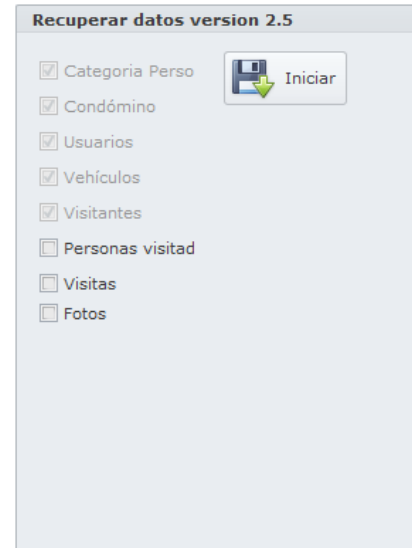 Recuperar datos version 2.5
Categoria Perso
Iniciar
Condómino
Usuarios
Vehículos
Visitantes
Personas visitad
Visitas
Fotos